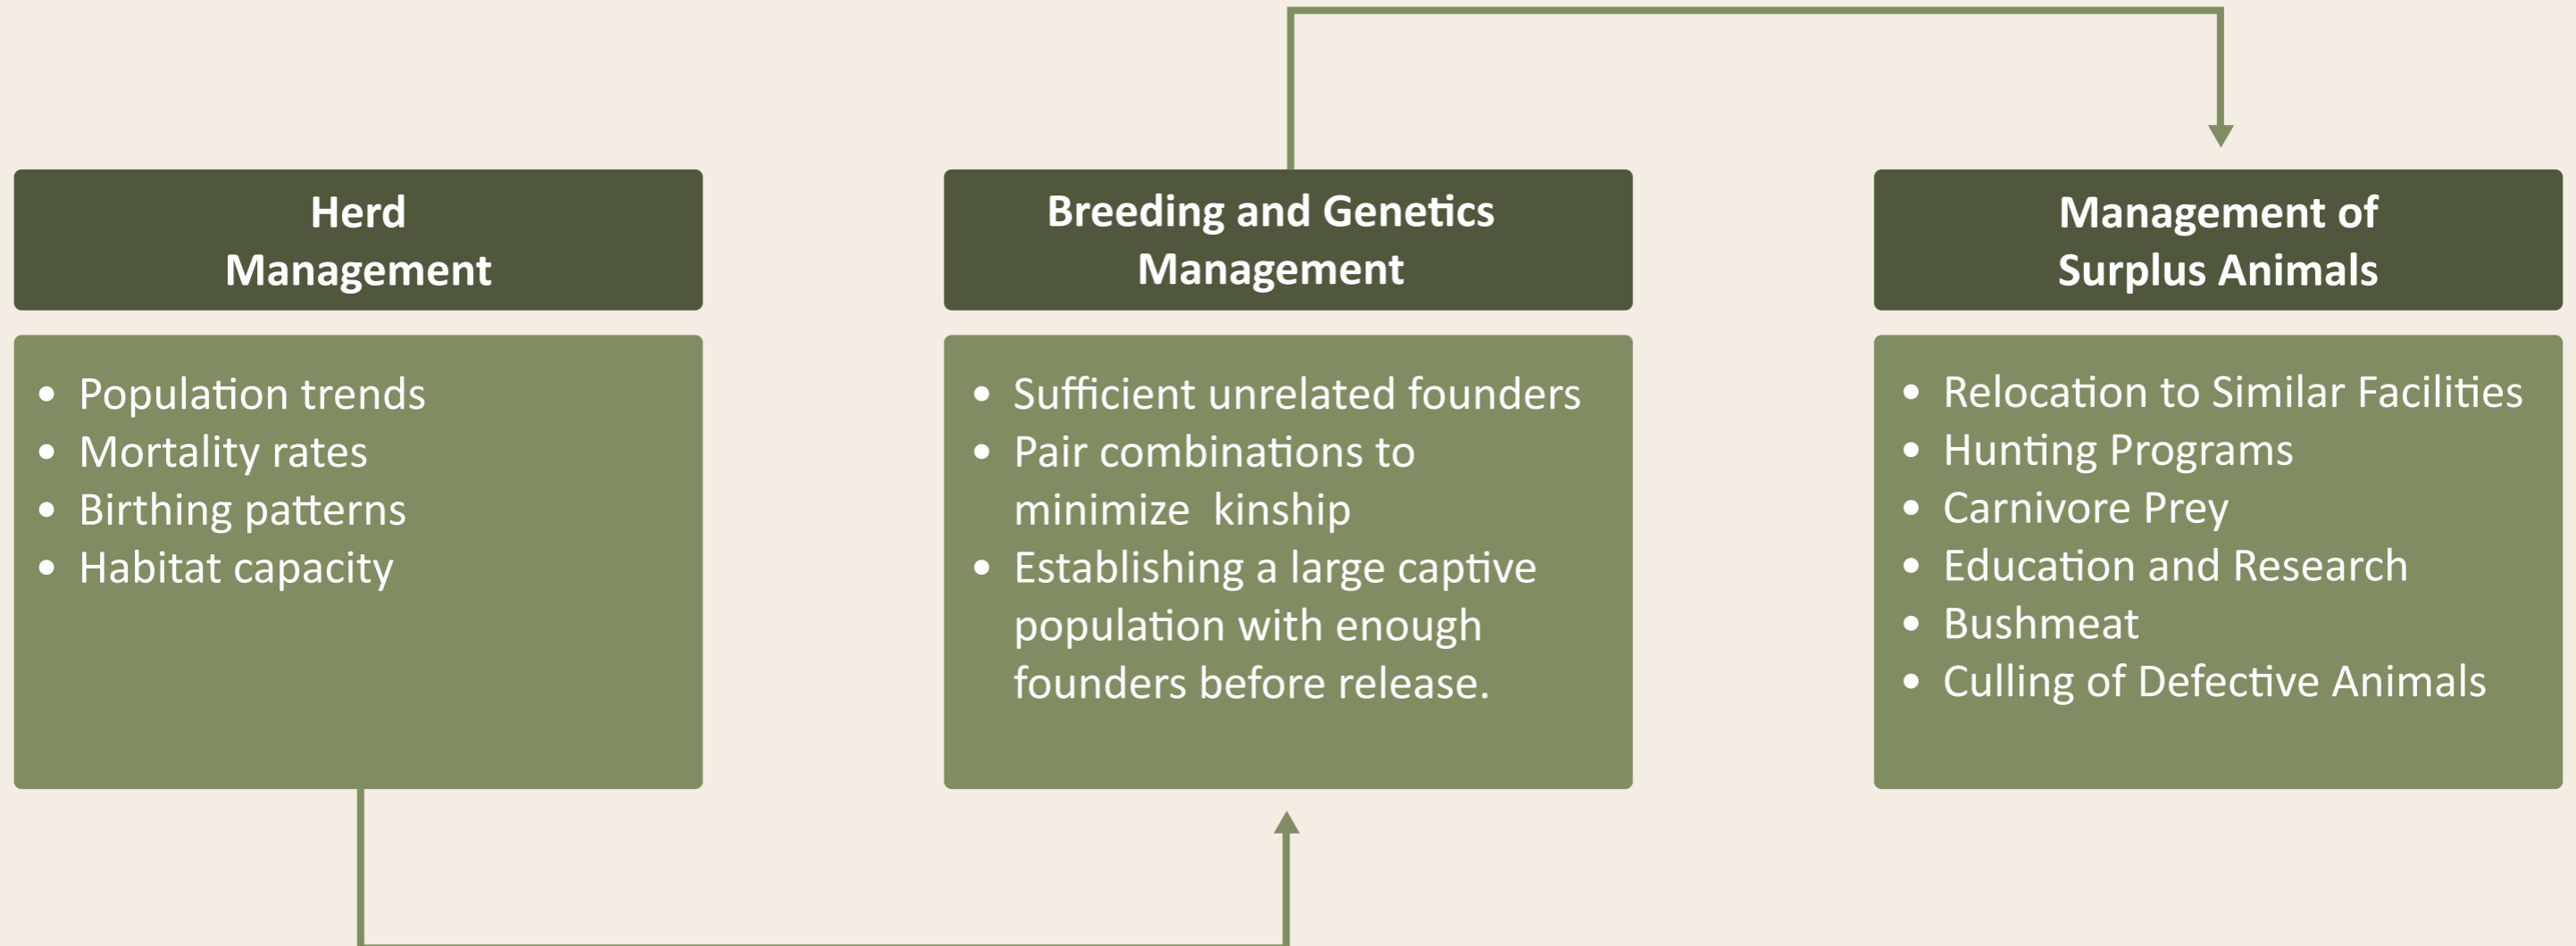 Herd
Management
• Population trends
• Mortality rates
• Birthing patterns
• Habitat capacity
Breeding and Genetics
Management
• Sufficient unrelated founders
• Pair combinations to
minimize  kinship
• Establishing a large captive
population with enough
founders before release.
Management of
Surplus Animals
• Relocation to Similar Facilities
• Hunting Programs
• Carnivore Prey
• Education and Research
• Bushmeat
• Culling of Defective Animals